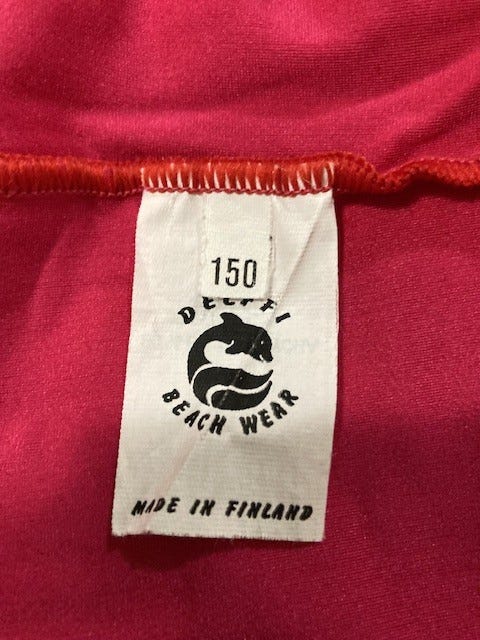 150
DELFFI
BEACH WEAR
MADE IN FINLAND